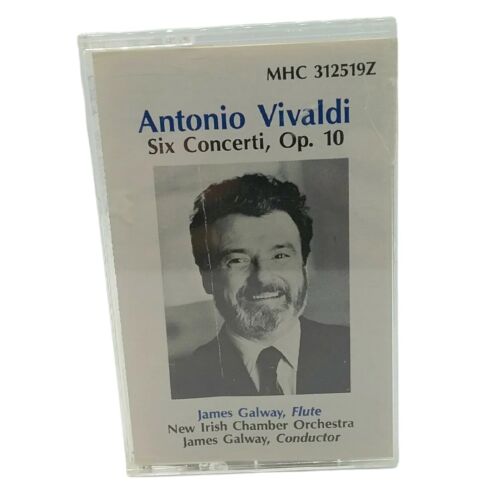 MHC 312519Z
Antonio Vivaldi
Six Concerti, Op. 10
James Galway, Flute
New Irish Chamber Orchestra
James Galway, Conductor